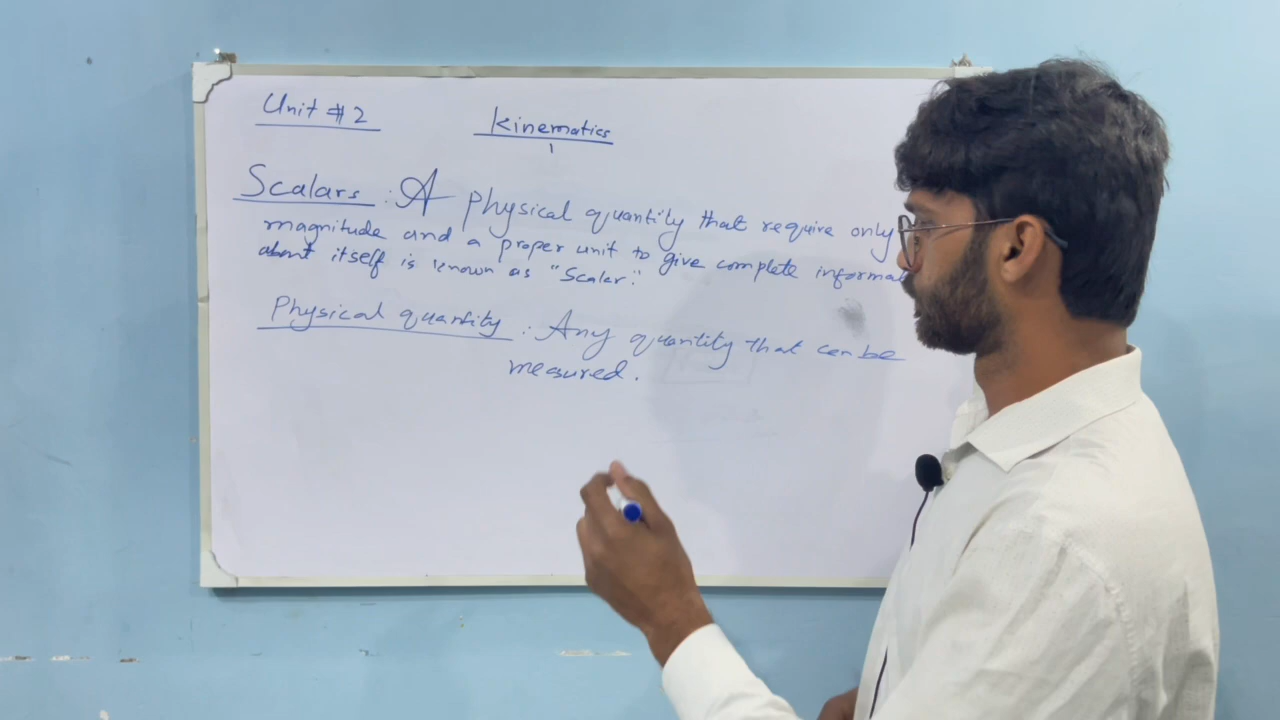 Unit # 2
Kinematics
Scalars : A physical quantity that require only
magnitude and a proper unit to give complete informa
about itself is known as "Scalar".
Physical quantity : Any quantity that can be
measured.